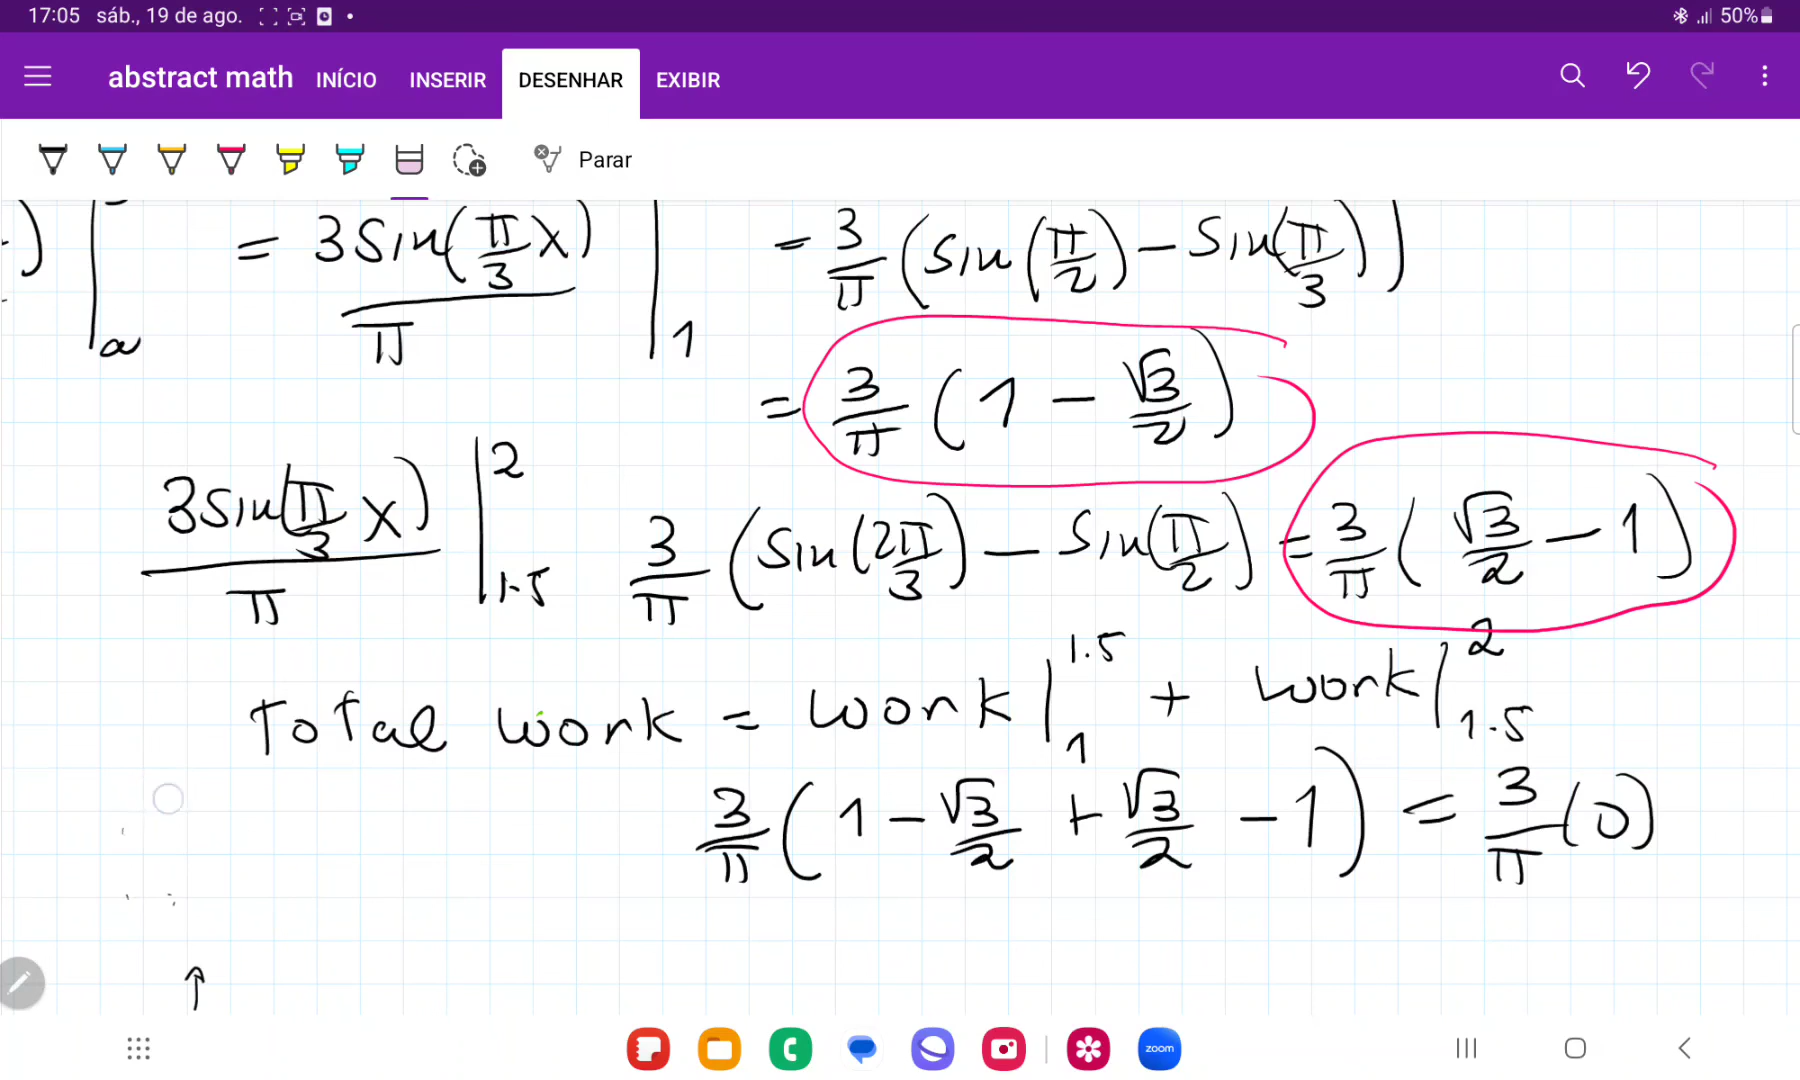 17:05 sáb., 19 de ago. 50%
abstract math INÍCIO INSERIR DESENHAR EXIBIR
Parar
) | a = 3Sin(π/3 x)/π | 1 = 3/π (Sin(π/2) - Sin(π/3))
= 3/π (1 - √3/2)
3Sin(π/3 x)/π | 2 1.5 3/π (Sin(2π/3) - Sin(π/2)) = 3/π (√3/2 - 1)
Total work = work | 1.5 1 + work | 2 1.5
3/π (1 - √3/2 + √3/2 - 1) = 3/π (0)
↑
zoom